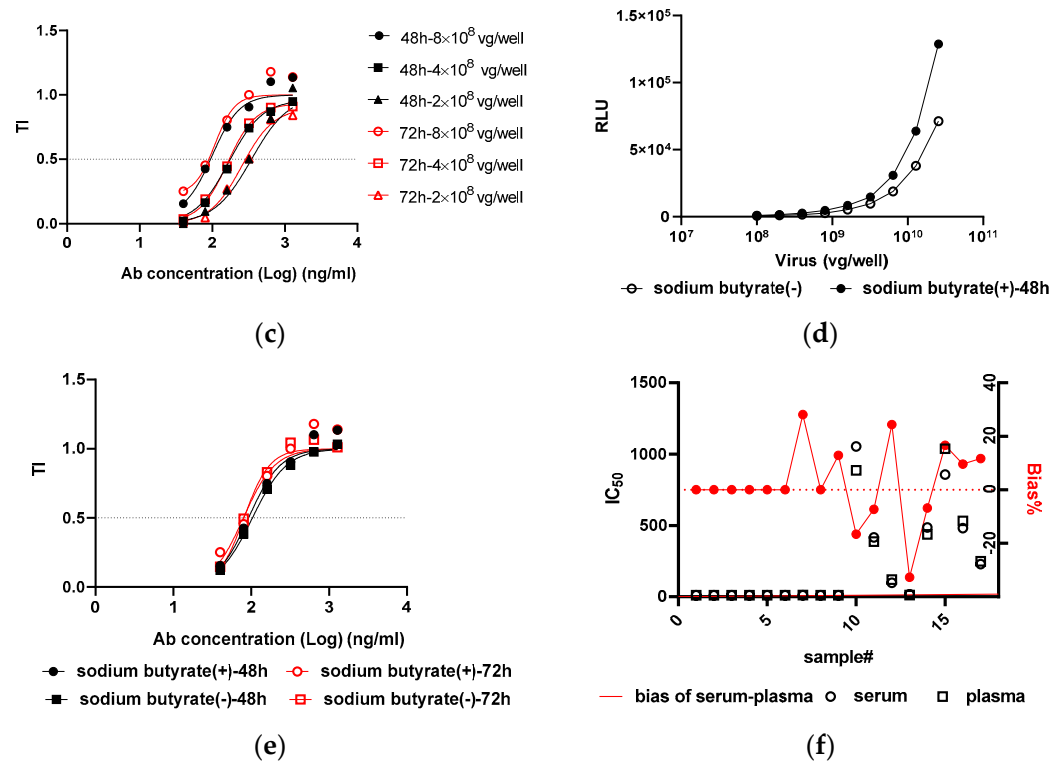 1.5
1.0
0.5
0.0
TI
0
1
2
3
4
Ab concentration (Log) (ng/ml)
48h-8×10⁸ vg/well
48h-4×10⁸ vg/well
48h-2×10⁸ vg/well
72h-8×10⁸ vg/well
72h-4×10⁸ vg/well
72h-2×10⁸ vg/well
(c)
1.5×10⁵
1×10⁵
5×10⁴
0
RLU
10⁷
10⁸
10⁹
10¹⁰
10¹¹
Virus (vg/well)
sodium butyrate(-)
sodium butyrate(+)-48h
(d)
1.5
1.0
0.5
0.0
TI
0
1
2
3
4
Ab concentration (Log) (ng/ml)
sodium butyrate(+)-48h
sodium butyrate(+)-72h
sodium butyrate(-)-48h
sodium butyrate(-)-72h
(e)
1500
1000
500
0
IC₅₀
40
20
0
-20
Bias%
0
5
10
15
sample#
bias of serum-plasma
serum
plasma
(f)